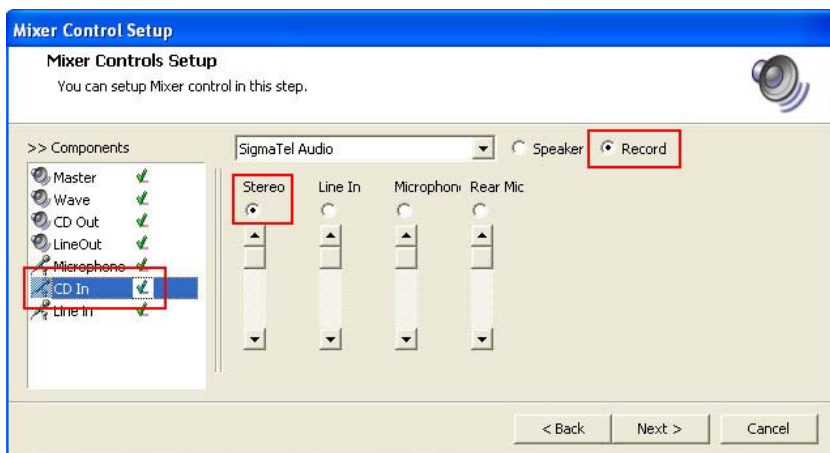 Mixer Control Setup
Mixer Controls Setup
You can setup Mixer control in this step.
>> Components
SigmaTel Audio
Speaker
Record
Master
Wave
CD Out
LineOut
Microphone
CD In
Line In
Stereo
Line In
Microphon
Rear Mic
< Back
Next >
Cancel